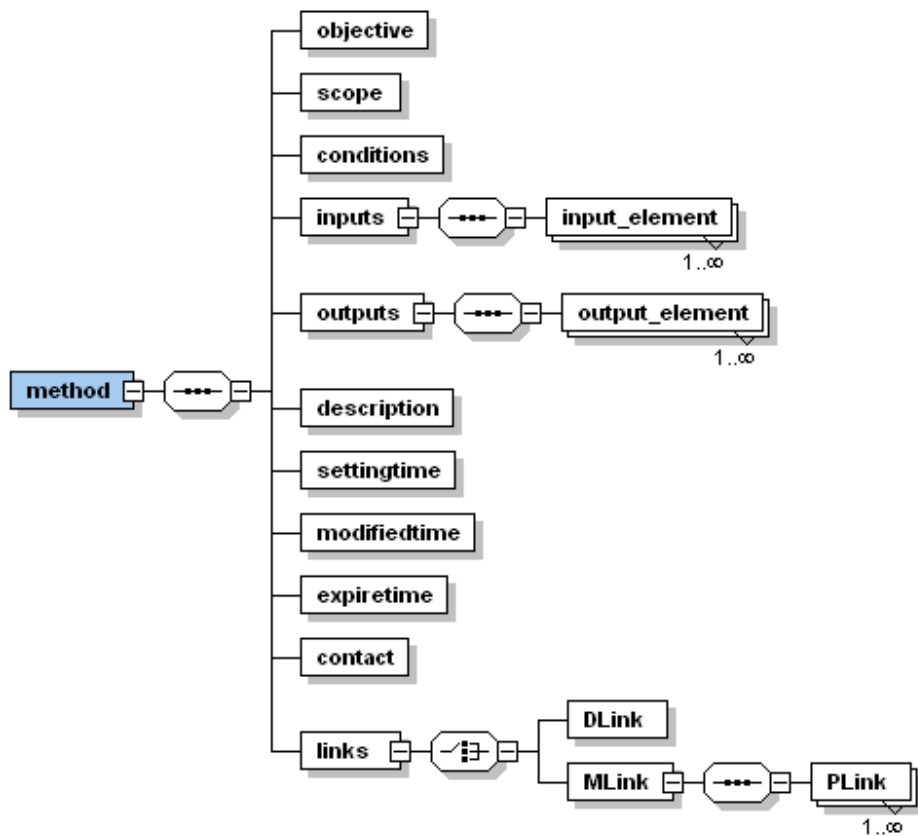 objective
scope
conditions
inputs
input_element
1..∞
outputs
output_element
1..∞
method
description
settingtime
modifiedtime
expiretime
contact
links
DLink
MLink
PLink
1..∞